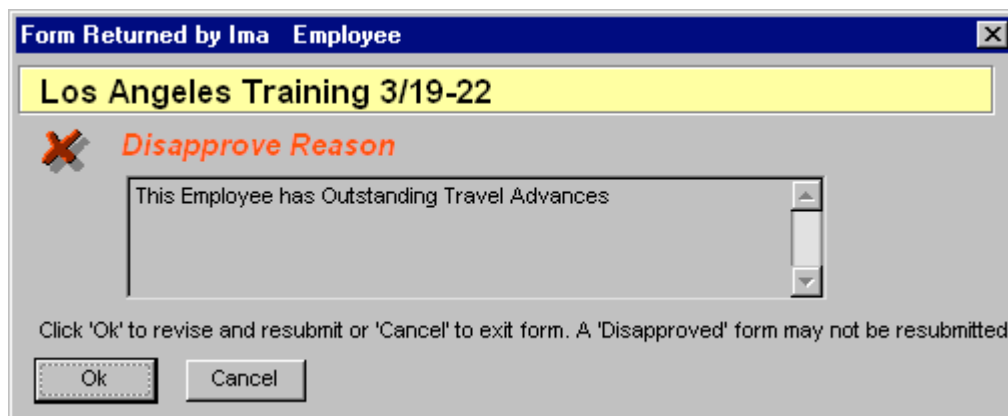 Form Returned by Ima Employee
Los Angeles Training 3/19-22
Disapprove Reason
This Employee has Outstanding Travel Advances
Click 'Ok' to revise and resubmit or 'Cancel' to exit form. A 'Disapproved' form may not be resubmitted
Ok Cancel